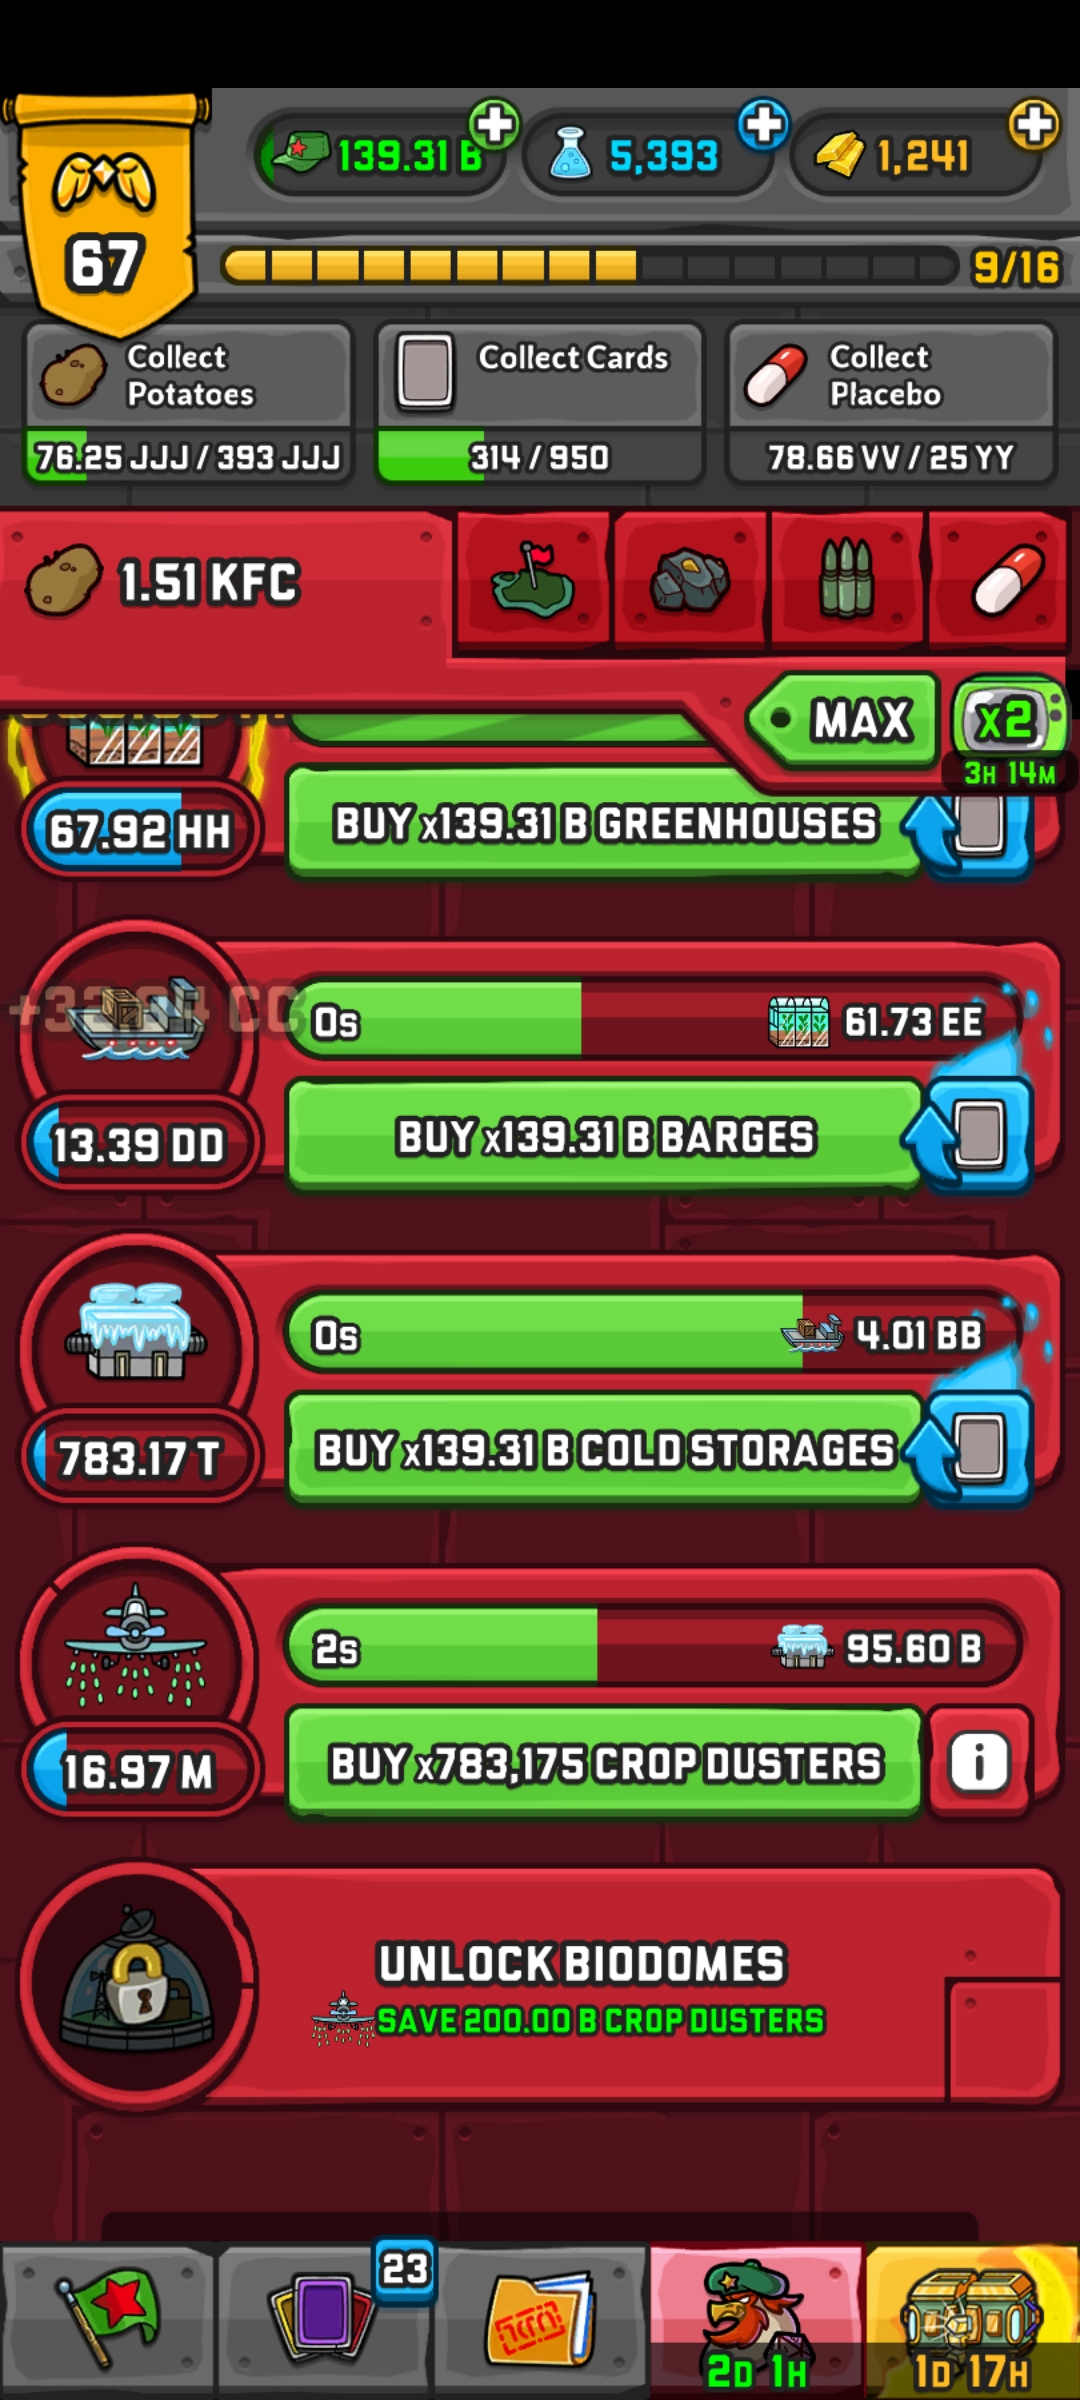 139.31 B
5,393
1,241
67
9/16
Collect
Potatoes
76.25 JJJ / 393 JJJ
Collect Cards
314 / 950
Collect
Placebo
78.66 VV / 25 YY
1.51 KFC
MAX
x2
3H 14M
67.92 HH
BUY x139.31 B GREENHOUSES
0s
61.73 EE
13.39 DD
BUY x139.31 B BARGES
0s
4.01 BB
783.17 T
BUY x139.31 B COLD STORAGES
2s
95.60 B
16.97 M
BUY x783,175 CROP DUSTERS
i
UNLOCK BIODOMES
SAVE 200.00 B CROP DUSTERS
23
2D 1H
1D 17H